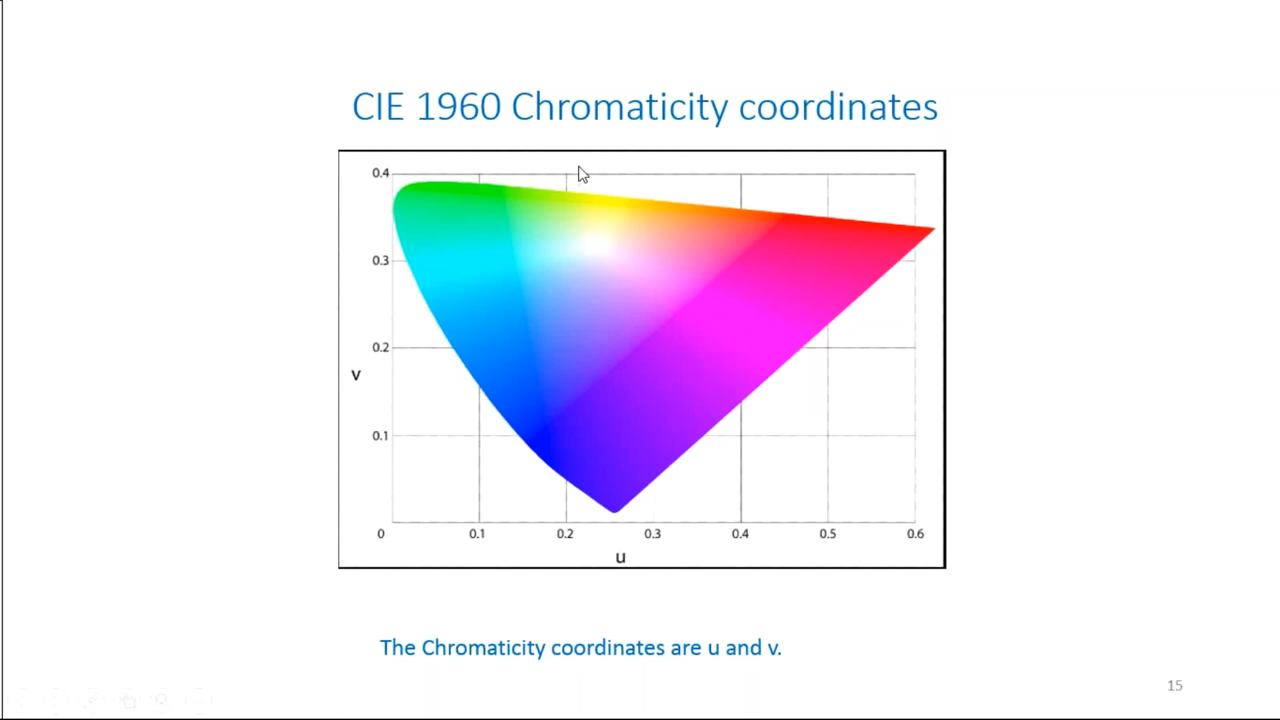 CIE 1960 Chromaticity coordinates
0.4
0.3
0.2
v
0.1
0 0.1 0.2 0.3 0.4 0.5 0.6
u
The Chromaticity coordinates are u and v.
15